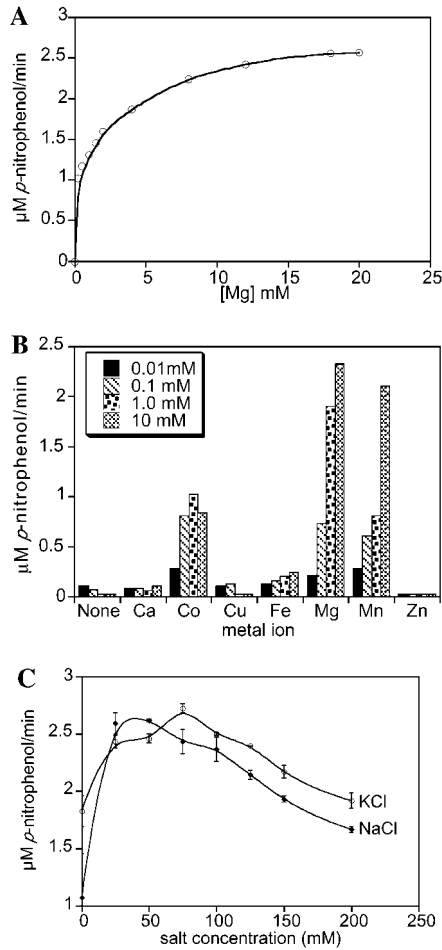 A
µM p-nitrophenol/min
3
2.5
2
1.5
1
0.5
0
0 5 10 15 20 25
[Mg] mM
B
µM p-nitrophenol/min
2.5
2
1.5
1
0.5
0
0.01mM
0.1 mM
1.0 mM
10 mM
None Ca Co Cu Fe Mg Mn Zn
metal ion
C
µM p-nitrophenol/min
3
2.5
2
1.5
1
KCl
NaCl
0 50 100 150 200 250
salt concentration (mM)